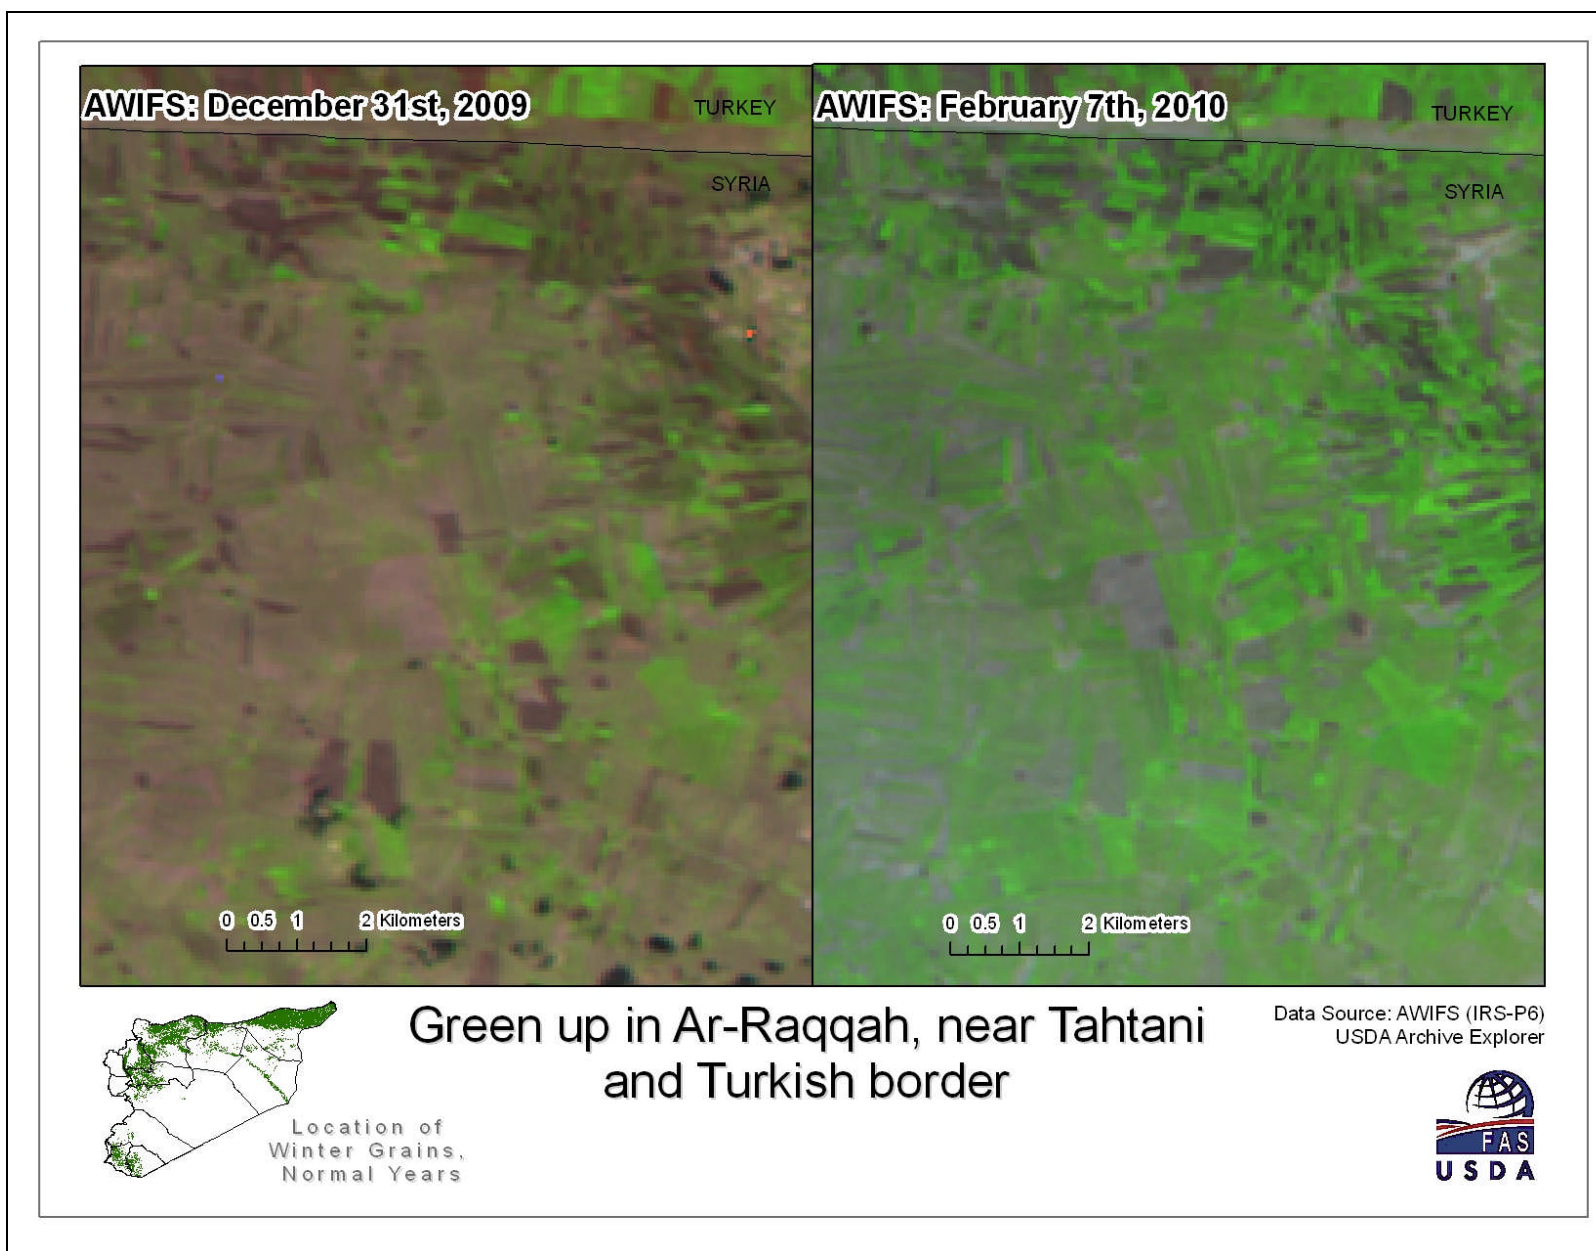 AWIFS: December 31st, 2009
TURKEY
SYRIA
0 0.5 1 2 Kilometers
AWIFS: February 7th, 2010
TURKEY
SYRIA
0 0.5 1 2 Kilometers
Location of
Winter Grains,
Normal Years
Green up in Ar-Raqqah, near Tahtani
and Turkish border
Data Source: AWIFS (IRS-P6)
USDA Archive Explorer
FAS
USDA